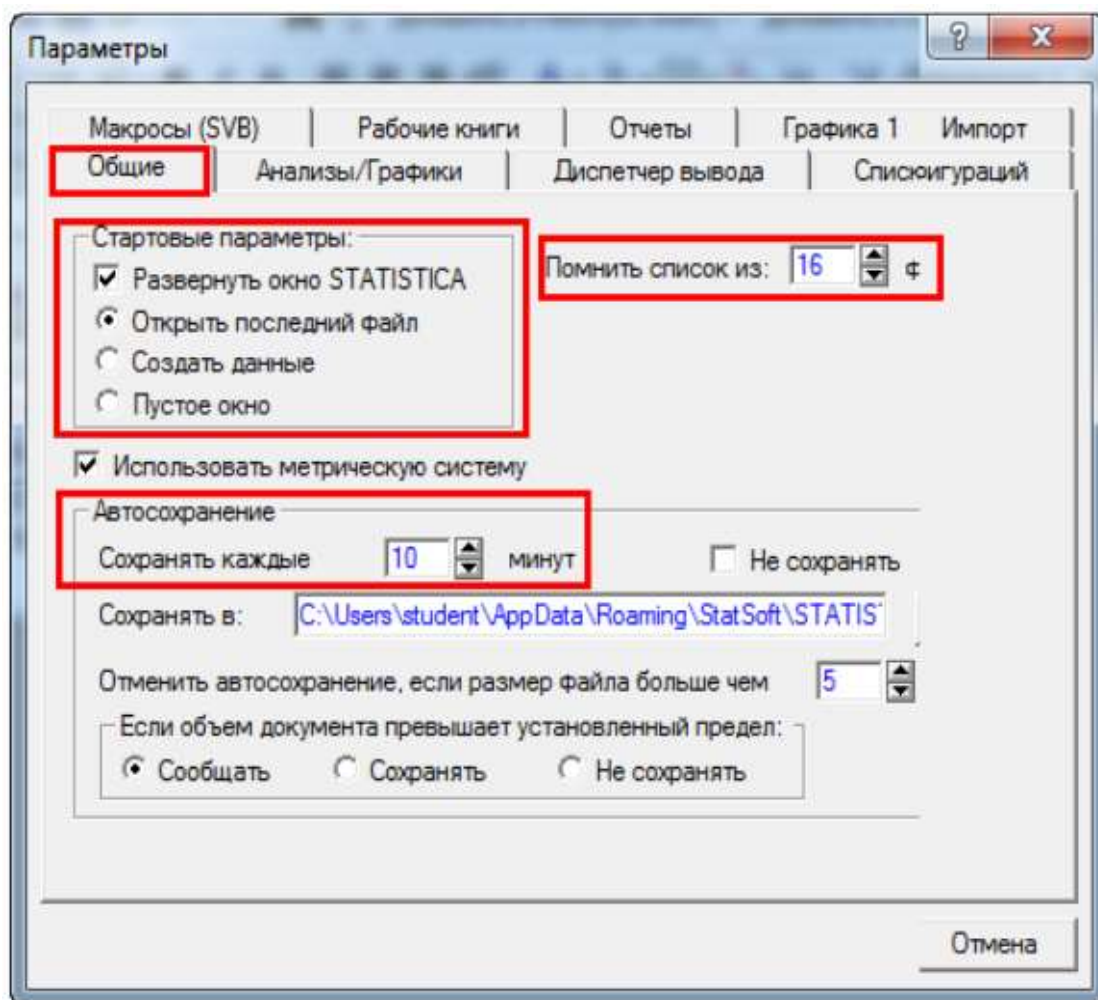 Параметры
Макросы (SVB) Рабочие книги Отчеты Графика 1 Импорт
Общие Анализы/Графики Диспетчер вывода Списюигураций
Стартовые параметры:
Развернуть окно STATISTICA
Открыть последний файл
Создать данные
Пустое окно
Помнить список из: 16
Использовать метрическую систему
Автосохранение
Сохранять каждые 10 минут Не сохранять
Сохранять в: C:\Users\student\AppData\Roaming\StatSoft\STATIS
Отменить автосохранение, если размер файла больше чем 5
Если объем документа превышает установленный предел:
Сообщать Сохранять Не сохранять
Отмена